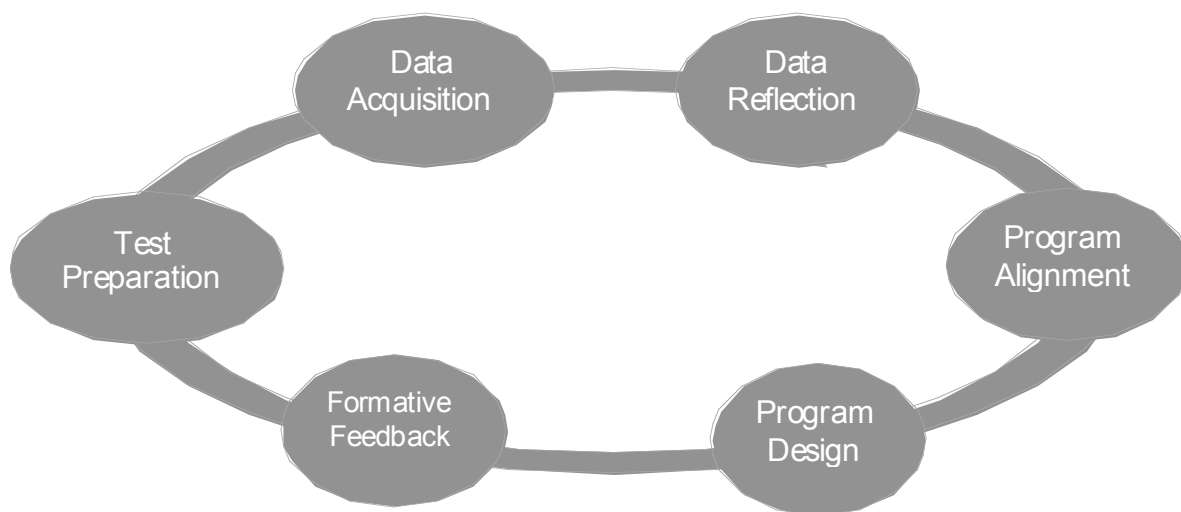 Data
Acquisition
Data
Reflection
Test
Preparation
Program
Alignment
Formative
Feedback
Program
Design